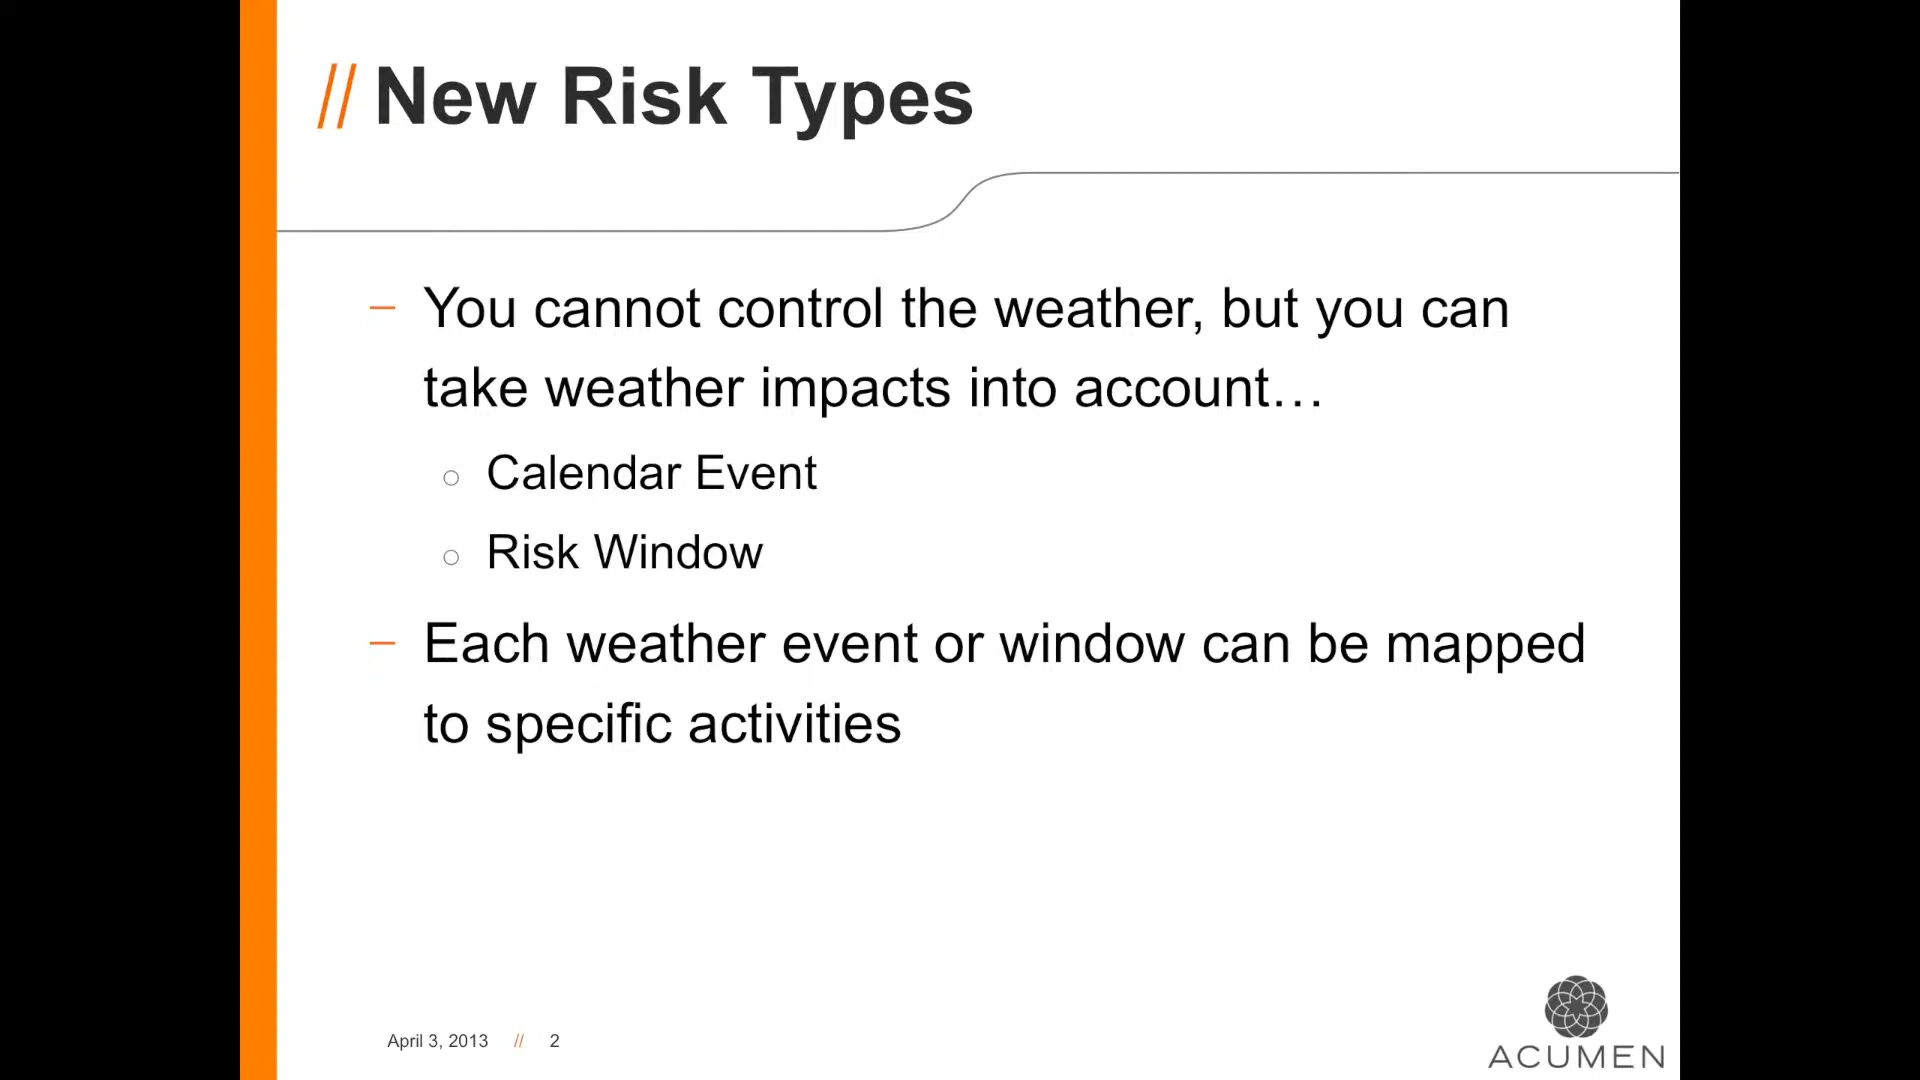 // New Risk Types
– You cannot control the weather, but you can
take weather impacts into account…
○ Calendar Event
○ Risk Window
– Each weather event or window can be mapped
to specific activities
April 3, 2013 // 2
ACUMEN